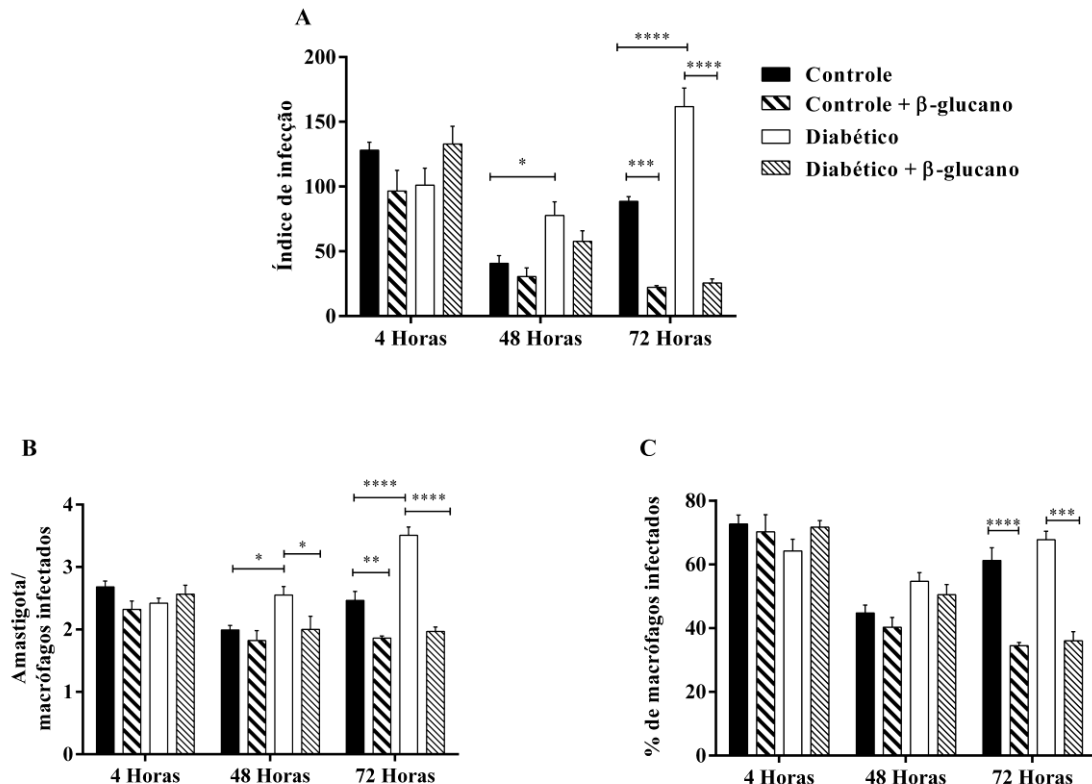 A
Índice de infecção
200
150
100
50
0
4 Horas
48 Horas
72 Horas
*
***
****
****
Controle
Controle + β-glucano
Diabético
Diabético + β-glucano
B
Amastigota/
macrófagos infectados
4
3
2
1
0
4 Horas
48 Horas
72 Horas
*
*
**
****
****
C
% de macrófagos infectados
80
60
40
20
0
4 Horas
48 Horas
72 Horas
****
***